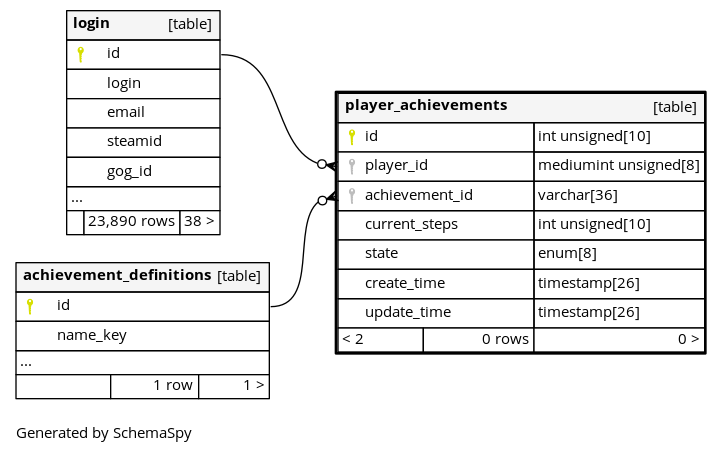 login [table]
id
login
email
steamid
gog_id
...
23,890 rows 38 >
player_achievements [table]
id int unsigned[10]
player_id mediumint unsigned[8]
achievement_id varchar[36]
current_steps int unsigned[10]
state enum[8]
create_time timestamp[26]
update_time timestamp[26]
< 2 0 rows 0 >
achievement_definitions [table]
id
name_key
...
1 row 1 >
Generated by SchemaSpy